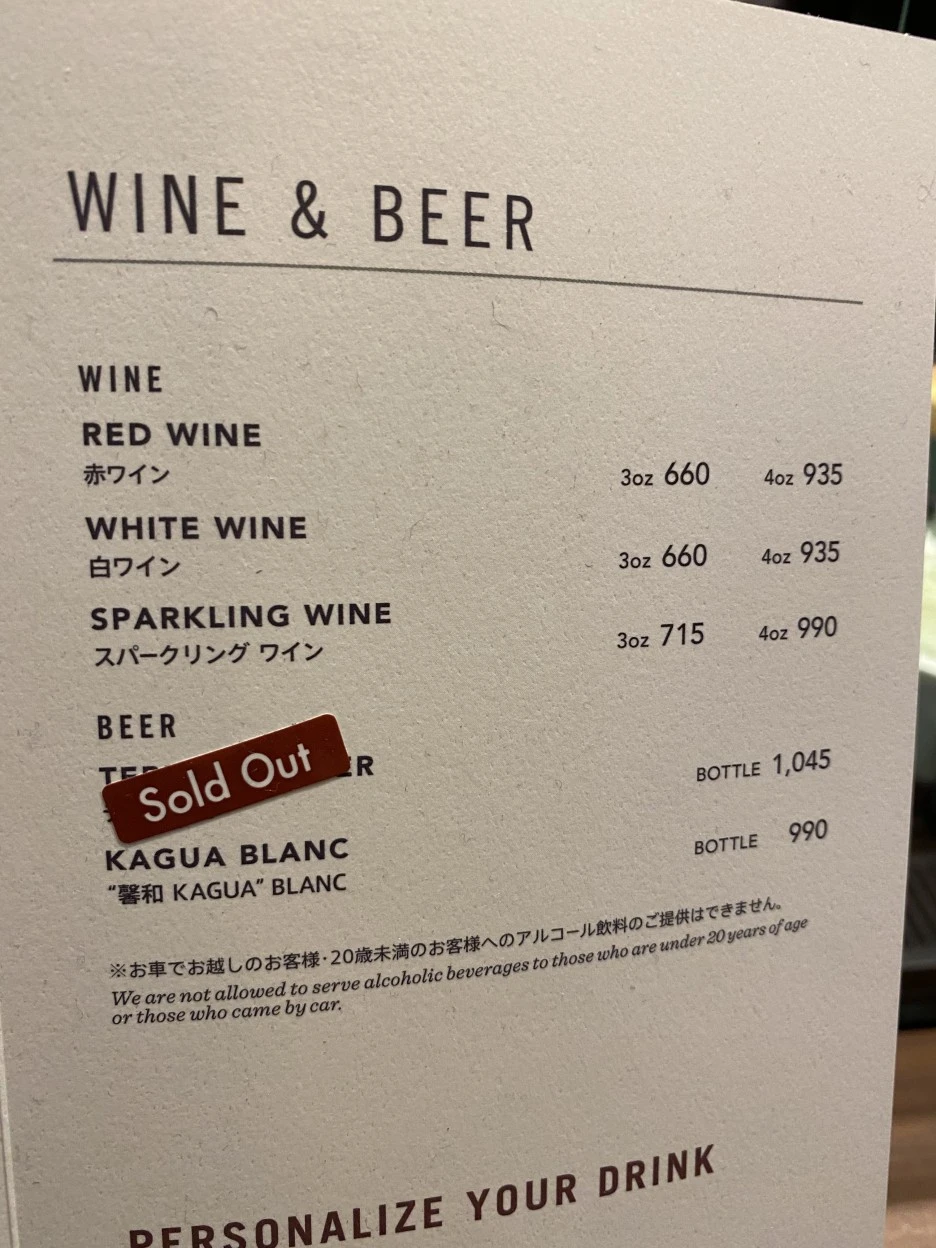 WINE & BEER
WINE
RED WINE
赤ワイン 3oz 660 4oz 935
WHITE WINE
白ワイン 3oz 660 4oz 935
SPARKLING WINE
スパークリング ワイン 3oz 715 4oz 990
BEER
Sold Out
BOTTLE 1,045
KAGUA BLANC
“馨和 KAGUA” BLANC BOTTLE 990
※お車でお越しのお客様･20歳未満のお客様へのアルコール飲料のご提供はできません。
We are not allowed to serve alcoholic beverages to those who are under 20 years of age
or those who came by car.
PERSONALIZE YOUR DRINK